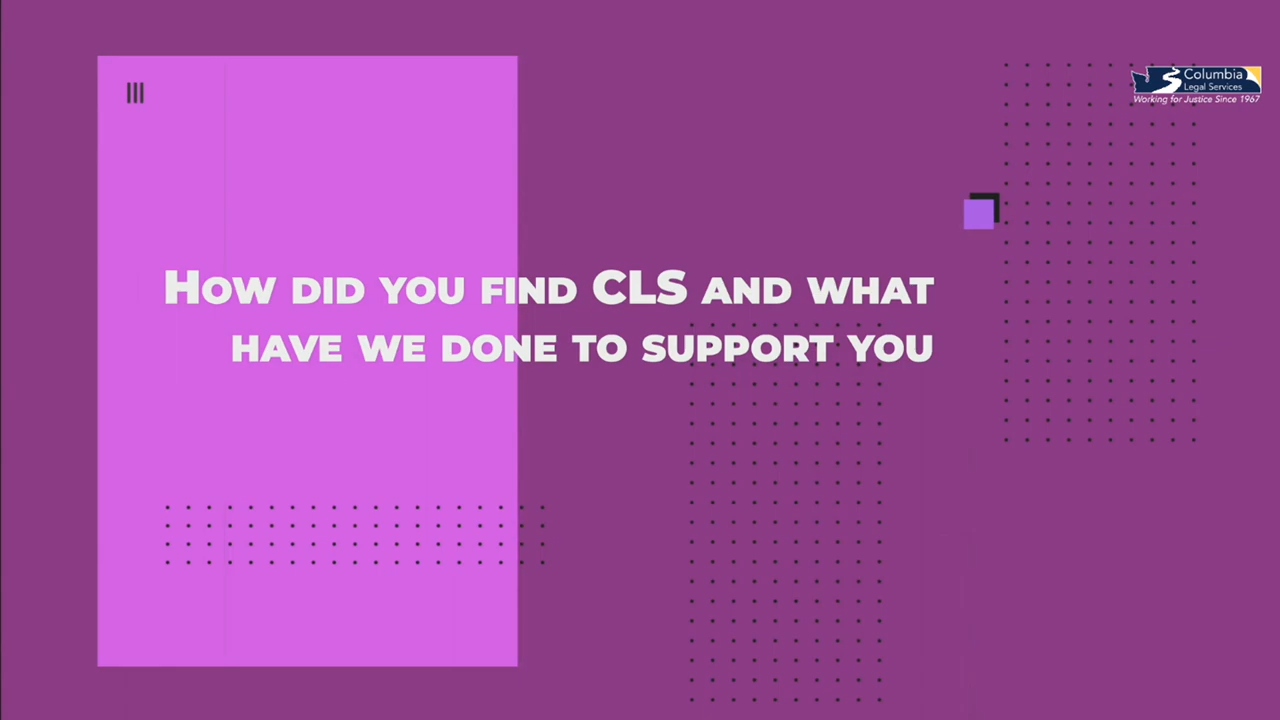 Columbia
Legal Services
Working for Justice Since 1967
How did you find CLS and what
have we done to support you